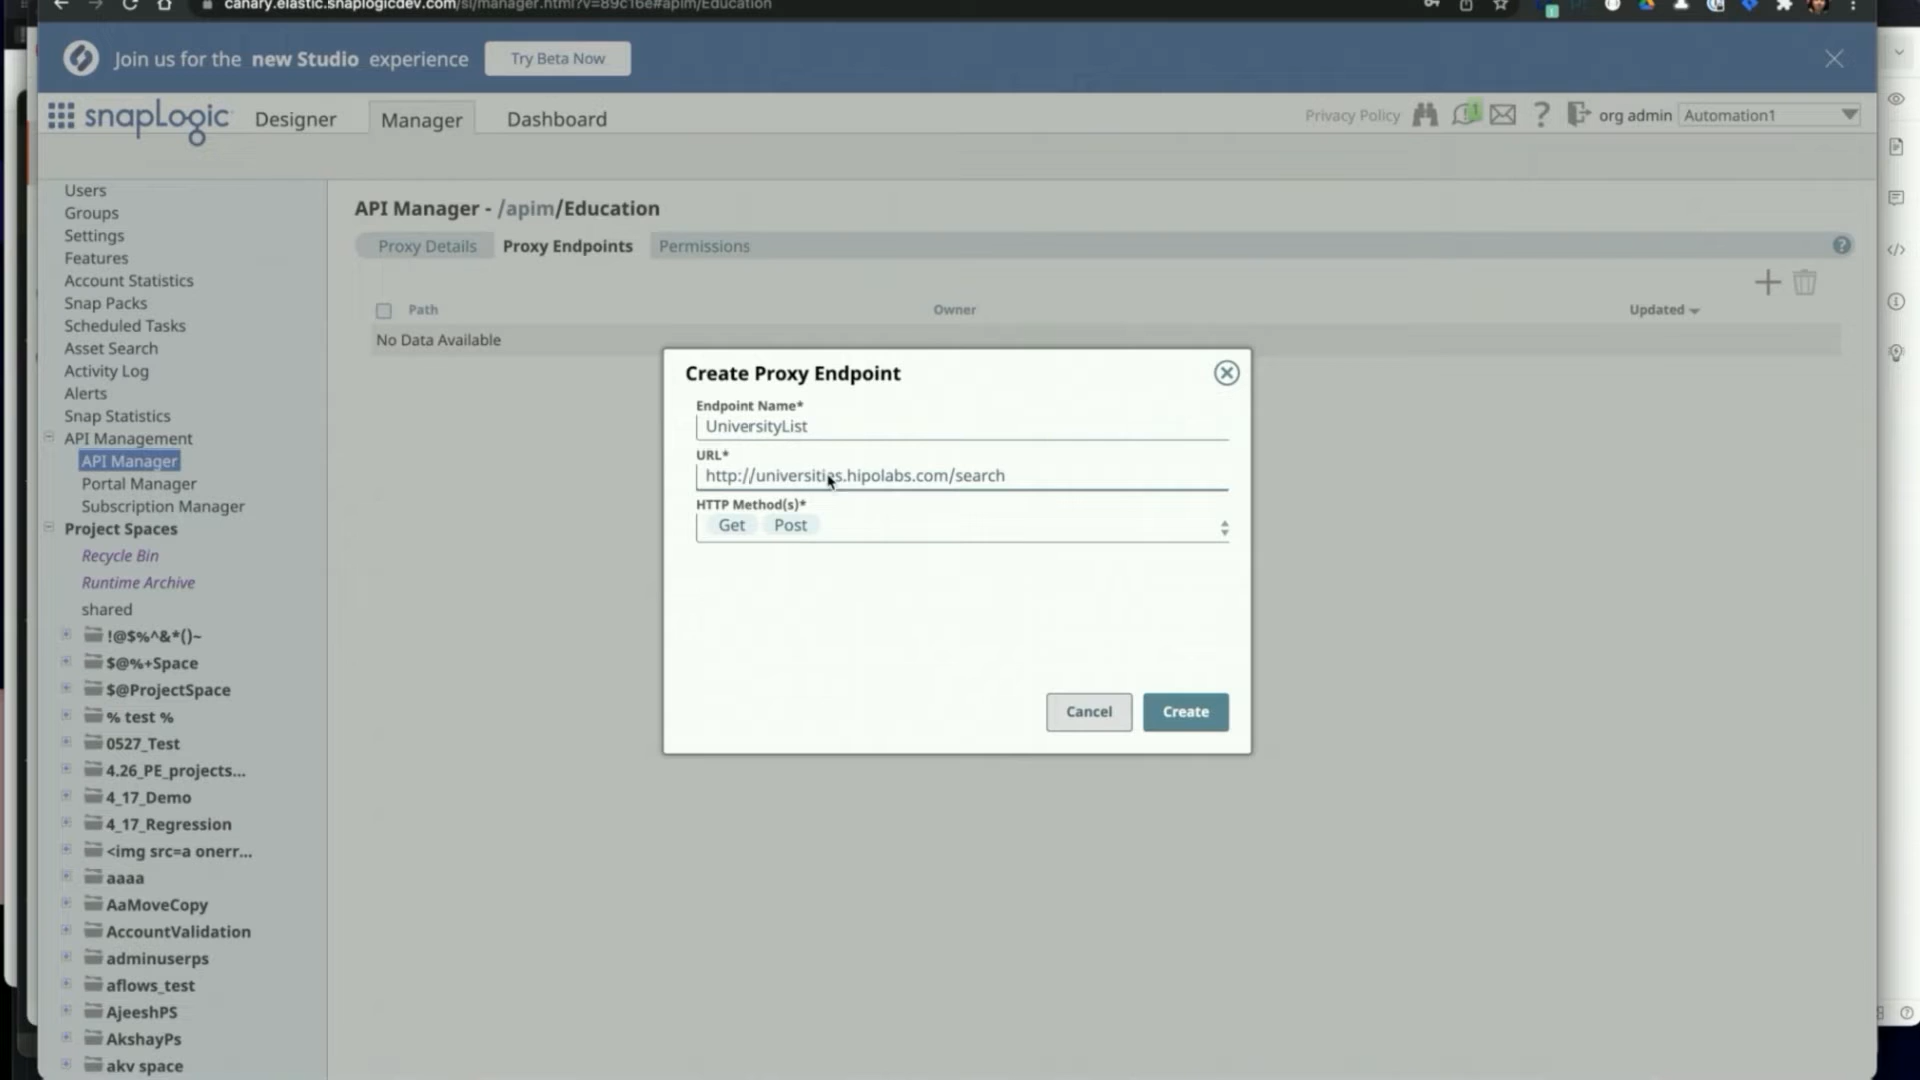 canary.elastic.snaplogicdev.com/sl/manager.html?v=89c16e#apim/Education
Join us for the new Studio experience
Try Beta Now
snapLogic
Designer
Manager
Dashboard
Privacy Policy
1
?
org admin
Automation1
Users
Groups
Settings
Features
Account Statistics
Snap Packs
Scheduled Tasks
Asset Search
Activity Log
Alerts
Snap Statistics
API Management
API Manager
Portal Manager
Subscription Manager
Project Spaces
Recycle Bin
Runtime Archive
shared
!@$%^&*()~
$@%+Space
$@ProjectSpace
% test %
0527_Test
4.26_PE_projects...
4_17_Demo
4_17_Regression
<img src=a onerr...
aaaa
AaMoveCopy
AccountValidation
adminuserps
aflows_test
AjeeshPS
AkshayPs
akv space
API Manager - /apim/Education
Proxy Details
Proxy Endpoints
Permissions
?
Path
Owner
Updated
No Data Available
Create Proxy Endpoint
Endpoint Name*
UniversityList
URL*
http://universities.hipolabs.com/search
HTTP Method(s)*
Get Post
Cancel
Create